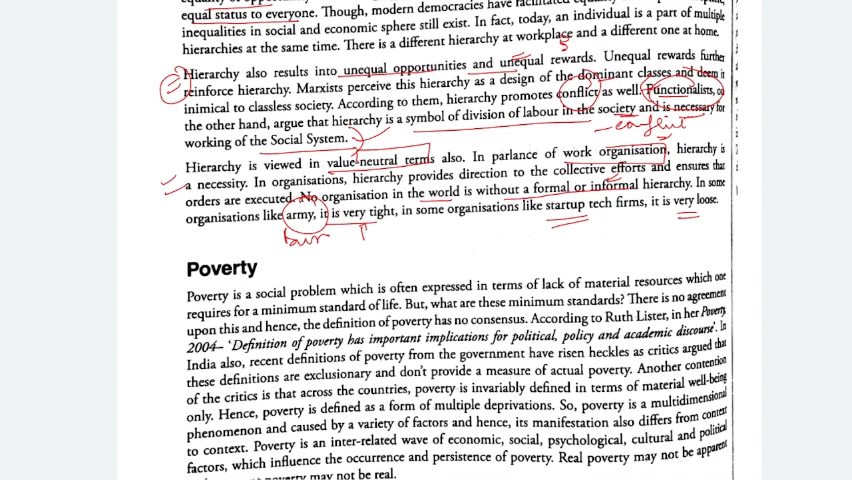 equal status to everyone. Though, modern democracies have facilitated
inequalities in social and economic sphere still exist. In fact, today, an individual is a part of multiple
hierarchies at the same time. There is a different hierarchy at workplace and a different one at home.
Hierarchy also results into unequal opportunities and unequal rewards. Unequal rewards further
reinforce hierarchy. Marxists perceive this hierarchy as a design of the dominant classes and deem it
inimical to classless society. According to them, hierarchy promotes conflict as well. Functionalists, on
the other hand, argue that hierarchy is a symbol of division of labour in the society and is necessary for
working of the Social System.
conflict
Hierarchy is viewed in value-neutral terms also. In parlance of work organisation, hierarchy is
a necessity. In organisations, hierarchy provides direction to the collective efforts and ensures that
orders are executed. No organisation in the world is without a formal or informal hierarchy. In some
organisations like army, it is very tight, in some organisations like startup tech firms, it is very loose.
Poverty
Poverty is a social problem which is often expressed in terms of lack of material resources which one
requires for a minimum standard of life. But, what are these minimum standards? There is no agreement
upon this and hence, the definition of poverty has no consensus. According to Ruth Lister, in her Poverty,
2004– 'Definition of poverty has important implications for political, policy and academic discourse'. In
India also, recent definitions of poverty from the government have risen heckles as critics argued that
these definitions are exclusionary and don't provide a measure of actual poverty. Another contention
of the critics is that across the countries, poverty is invariably defined in terms of material well-being
only. Hence, poverty is defined as a form of multiple deprivations. So, poverty is a multidimensional
phenomenon and caused by a variety of factors and hence, its manifestation also differs from context
to context. Poverty is an inter-related wave of economic, social, psychological, cultural and political
factors, which influence the occurrence and persistence of poverty. Real poverty may not be apparent
poverty may not be real.